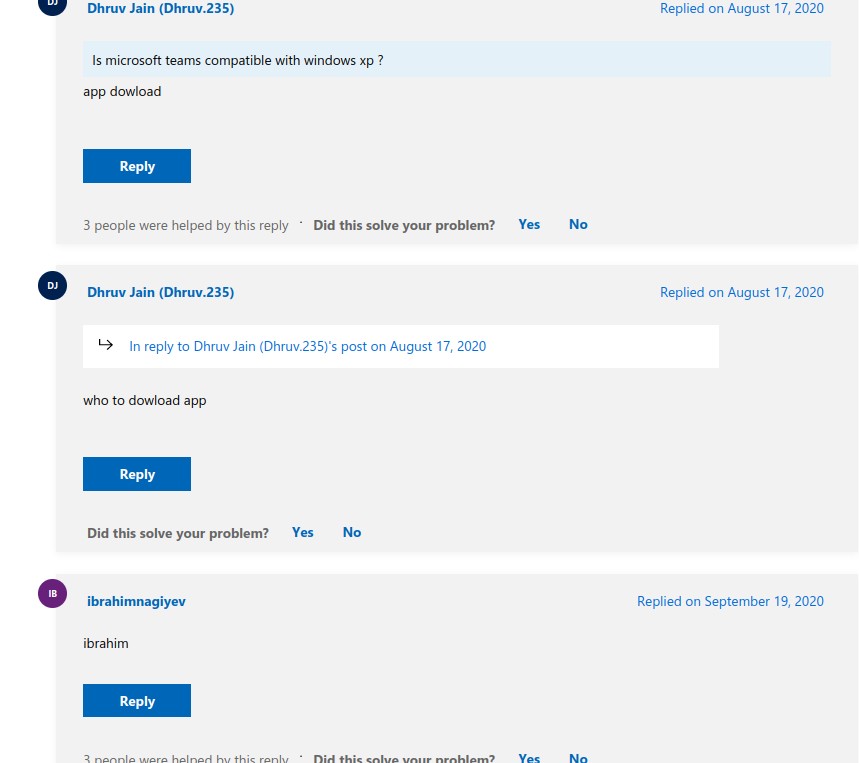 DJ
Dhruv Jain (Dhruv.235) Replied on August 17, 2020
Is microsoft teams compatible with windows xp ?
app dowload
Reply
3 people were helped by this reply · Did this solve your problem? Yes No
DJ
Dhruv Jain (Dhruv.235) Replied on August 17, 2020
In reply to Dhruv Jain (Dhruv.235)'s post on August 17, 2020
who to dowload app
Reply
Did this solve your problem? Yes No
IB
ibrahimnagiyev Replied on September 19, 2020
ibrahim
Reply
3 people were helped by this reply · Did this solve your problem? Yes No